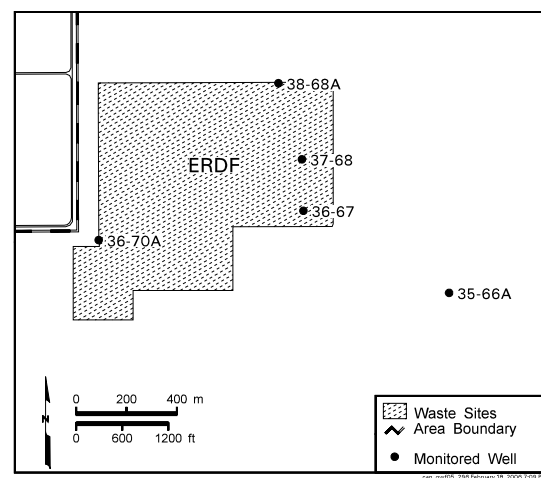 38-68A
37-68
ERDF
36-67
36-70A
35-66A
N
0 200 400 m
0 600 1200 ft
Waste Sites
Area Boundary
Monitored Well